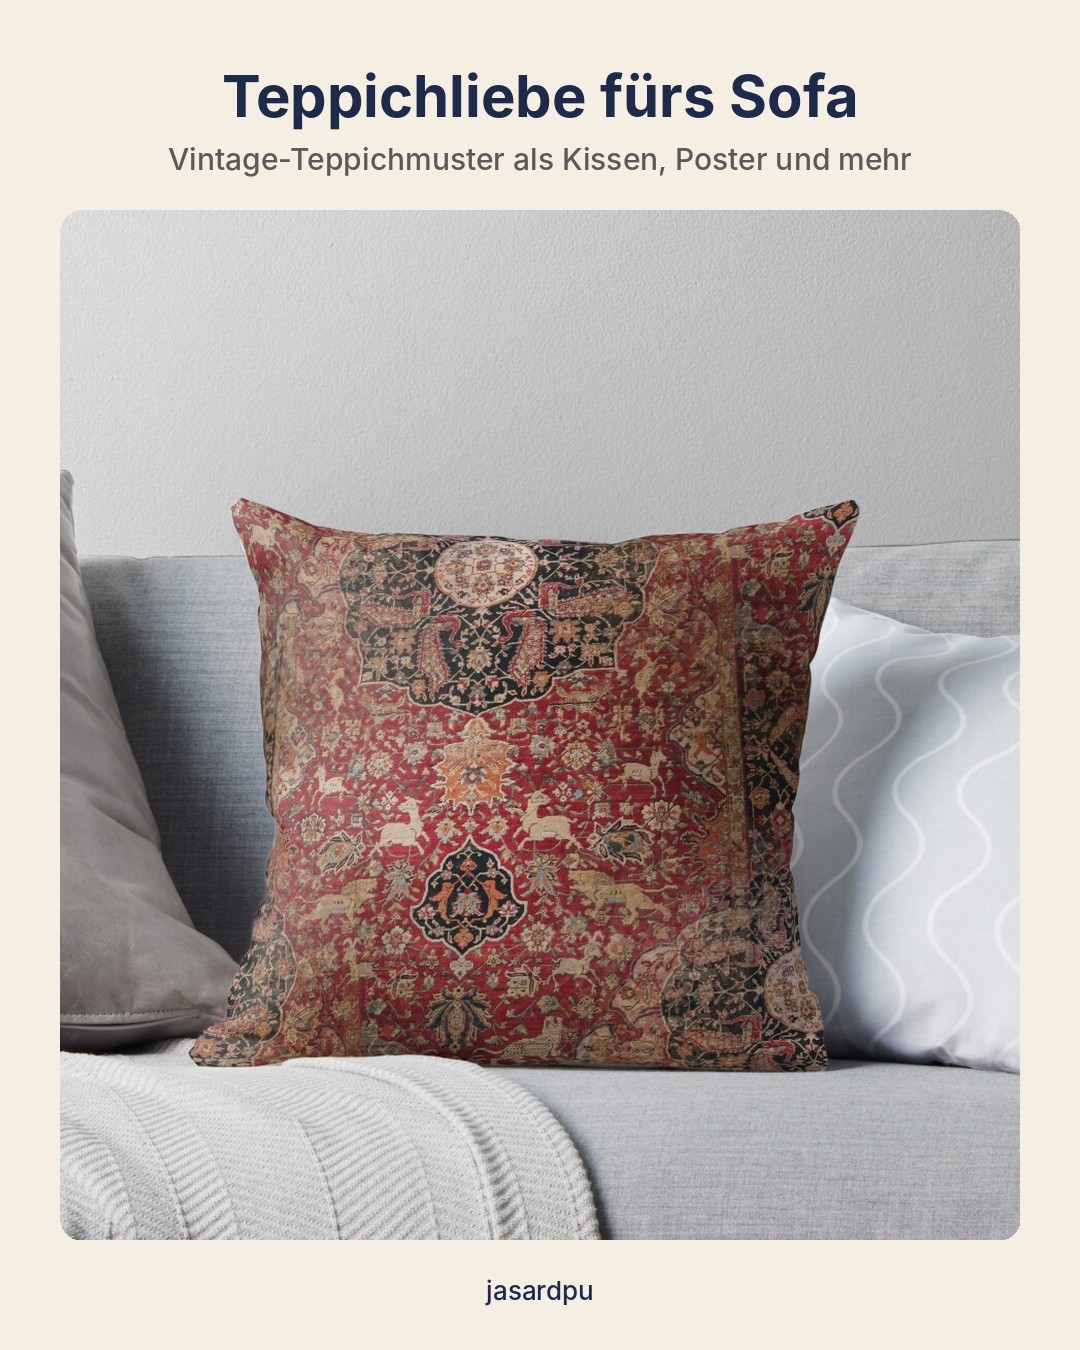 Teppichliebe fürs Sofa
Vintage-Teppichmuster als Kissen, Poster und mehr
jasardpu